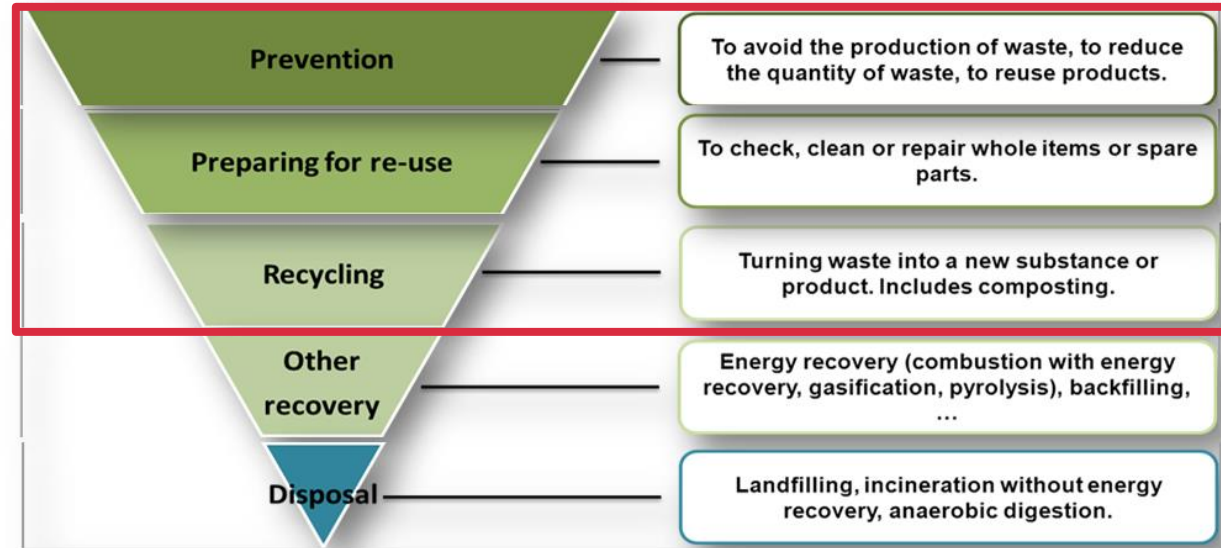 Prevention
To avoid the production of waste, to reduce
the quantity of waste, to reuse products.
Preparing for re-use
To check, clean or repair whole items or spare
parts.
Recycling
Turning waste into a new substance or
product. Includes composting.
Other
recovery
Energy recovery (combustion with energy
recovery, gasification, pyrolysis), backfilling,
...
Disposal
Landfilling, incineration without energy
recovery, anaerobic digestion.